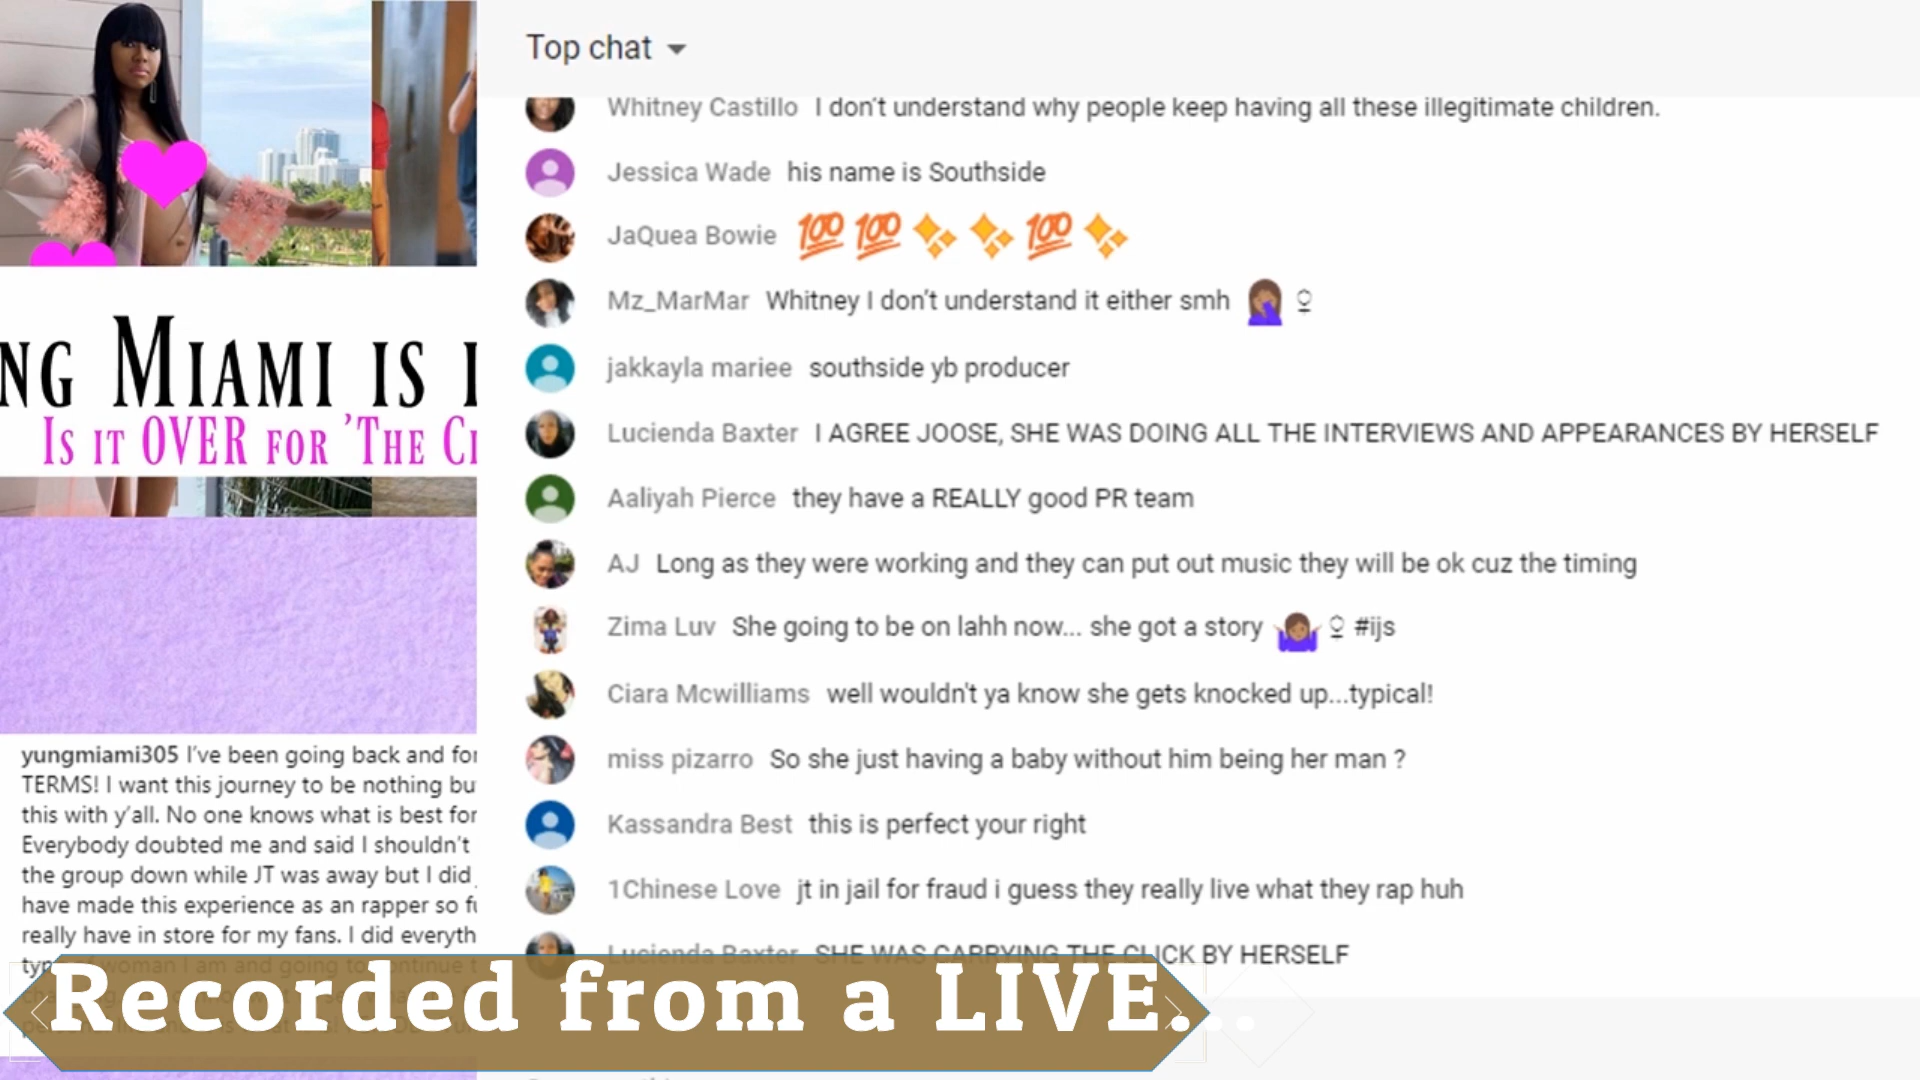 Top chat
Whitney Castillo I don't understand why people keep having all these illegitimate children.
Jessica Wade his name is Southside
JaQuea Bowie 💯 💯 ✨ ✨ 💯 ✨
Mz_MarMar Whitney I don't understand it either smh 🤦🏽 ♀
jakkayla mariee southside yb producer
Lucienda Baxter I AGREE JOOSE, SHE WAS DOING ALL THE INTERVIEWS AND APPEARANCES BY HERSELF
Aaliyah Pierce they have a REALLY good PR team
AJ Long as they were working and they can put out music they will be ok cuz the timing
Zima Luv She going to be on lahh now... she got a story 🤷🏽 ♀ #ijs
Ciara Mcwilliams well wouldn't ya know she gets knocked up...typical!
miss pizarro So she just having a baby without him being her man ?
Kassandra Best this is perfect your right
1Chinese Love jt in jail for fraud i guess they really live what they rap huh
Lucienda Baxter SHE WAS CARRYING THE CLICK BY HERSELF
NG MIAMI IS
IS IT OVER FOR 'THE
yungmiami305 I've been going back and
TERMS! I want this journey to be nothing
this with y'all. No one knows what is best for
Everybody doubted me and said I shouldn't
the group down while JT was away but I did
have made this experience as an rapper so
really have in store for my fans. I did
woman I am and going to continue
Recorded from a LIVE...